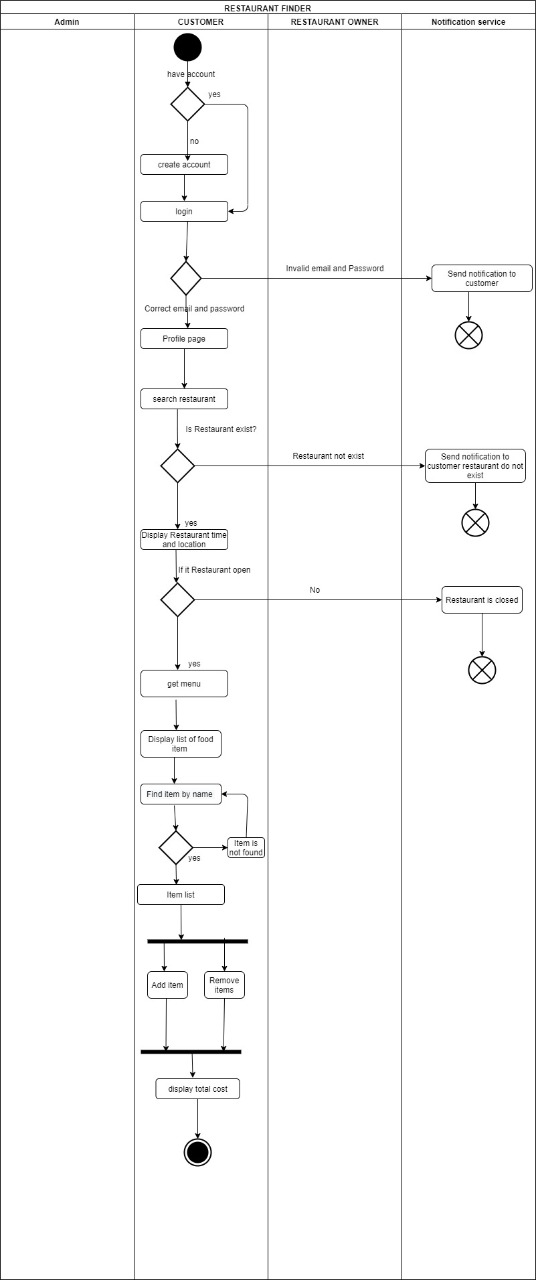 RESTAURANT FINDER
Admin
CUSTOMER
RESTAURANT OWNER
Notification service
have account
yes
no
create account
login
Invalid email and Password
Send notification to
customer
Correct email and password
Profile page
search restaurant
Is Restaurant exist?
Restaurant not exist
Send notification to
customer restaurant do not
exist
yes
Display Restaurant time
and location
If it Restaurant open
No
Restaurant is closed
yes
get menu
Display list of food
item
Find item by name
Item is
not found
yes
Item list
Add item
Remove
items
display total cost